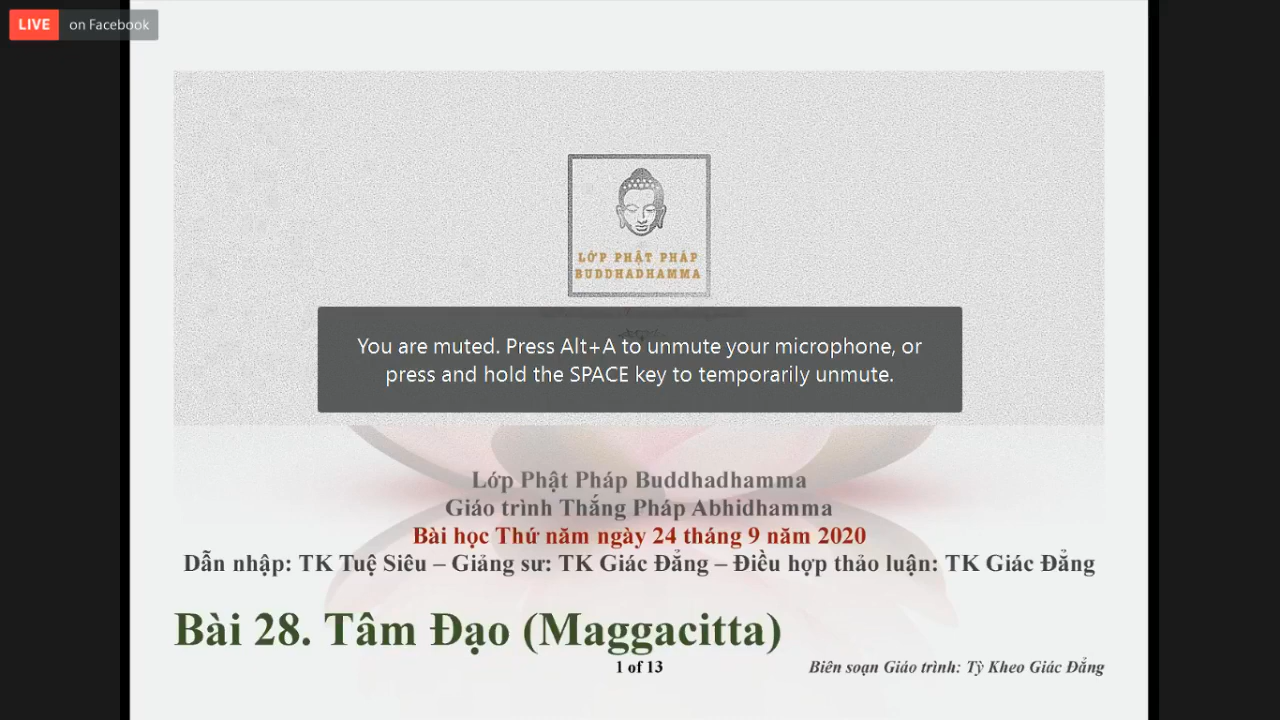 LIVE on Facebook
LỚP PHẬT PHÁP
BUDDHADHAMMA
You are muted. Press Alt+A to unmute your microphone, or
press and hold the SPACE key to temporarily unmute.
Lớp Phật Pháp Buddhadhamma
Giáo trình Thắng Pháp Abhidhamma
Bài học Thứ năm ngày 24 tháng 9 năm 2020
Dẫn nhập: TK Tuệ Siêu – Giảng sư: TK Giác Đẳng – Điều hợp thảo luận: TK Giác Đẳng
Bài 28. Tâm Đạo (Maggacitta)
1 of 13
Biên soạn Giáo trình: Tỳ Kheo Giác Đẳng